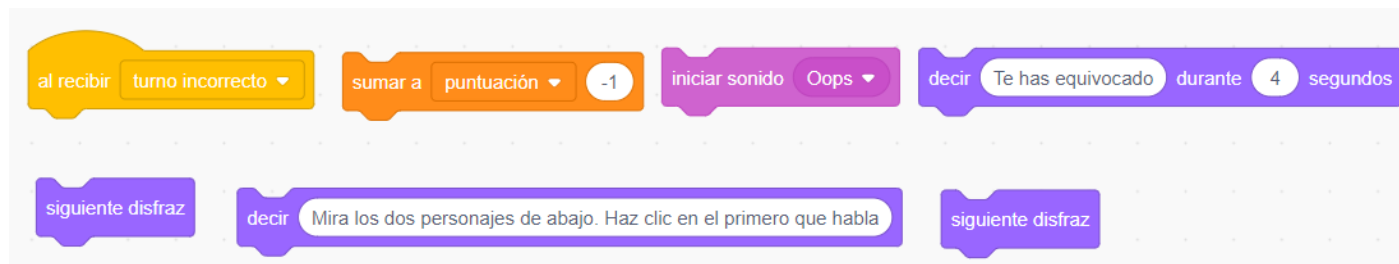 al recibir turno incorrecto
sumar a puntuación -1
iniciar sonido Oops
decir Te has equivocado durante 4 segundos
siguiente disfraz
decir Mira los dos personajes de abajo. Haz clic en el primero que habla
siguiente disfraz